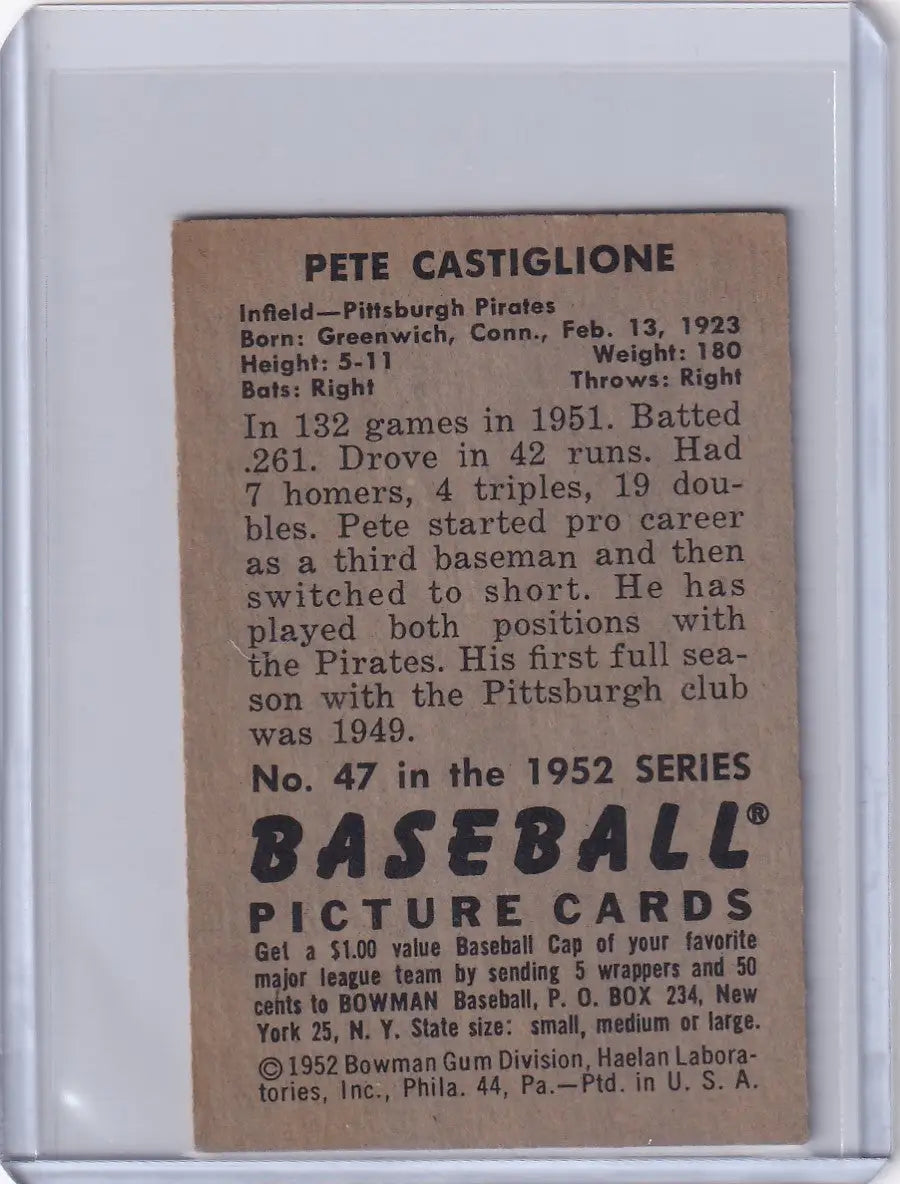 PETE CASTIGLIONE
Infield—Pittsburgh Pirates
Born: Greenwich, Conn., Feb. 13, 1923
Height: 5-11 Weight: 180
Bats: Right Throws: Right
In 132 games in 1951. Batted
.261. Drove in 42 runs. Had
7 homers, 4 triples, 19 dou-
bles. Pete started pro career
as a third baseman and then
switched to short. He has
played both positions with
the Pirates. His first full sea-
son with the Pittsburgh club
was 1949.
No. 47 in the 1952 SERIES
BASEBALL®
PICTURE CARDS
Get a $1.00 value Baseball Cap of your favorite
major league team by sending 5 wrappers and 50
cents to BOWMAN Baseball, P. O. BOX 234, New
York 25, N. Y. State size: small, medium or large.
©1952 Bowman Gum Division, Haelan Labora-
tories, Inc., Phila. 44, Pa.—Ptd. in U. S. A.